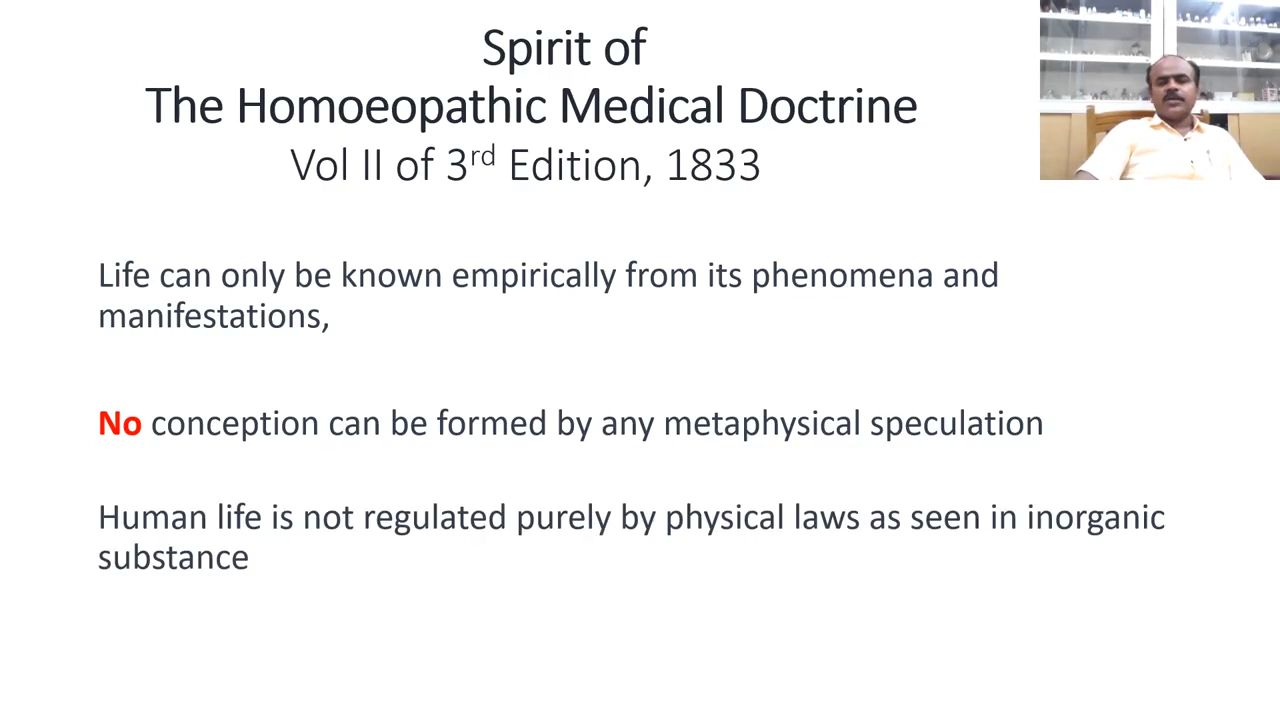 Spirit of
The Homoeopathic Medical Doctrine
Vol II of 3rd Edition, 1833
Life can only be known empirically from its phenomena and
manifestations,
No conception can be formed by any metaphysical speculation
Human life is not regulated purely by physical laws as seen in inorganic
substance